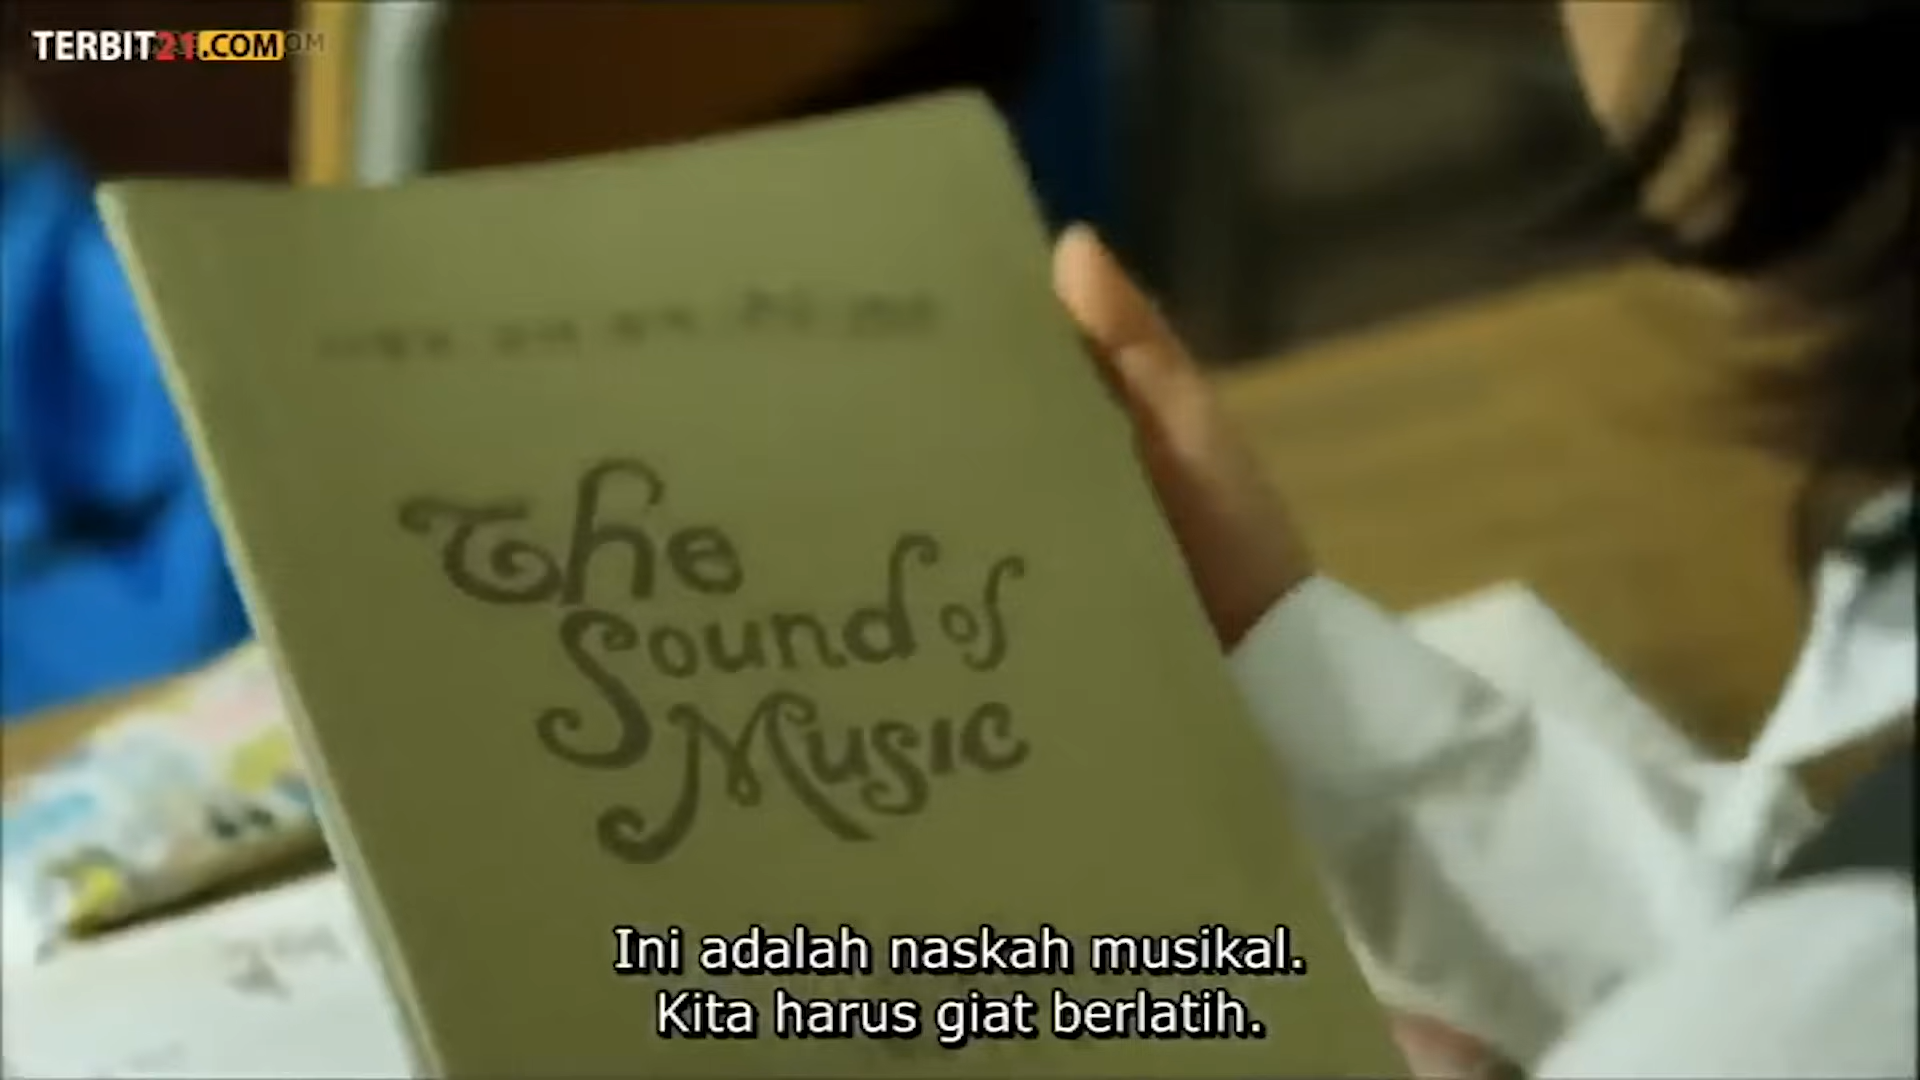 TERBIT21.COM
The
Sound of
Music
Ini adalah naskah musikal.
Kita harus giat berlatih.